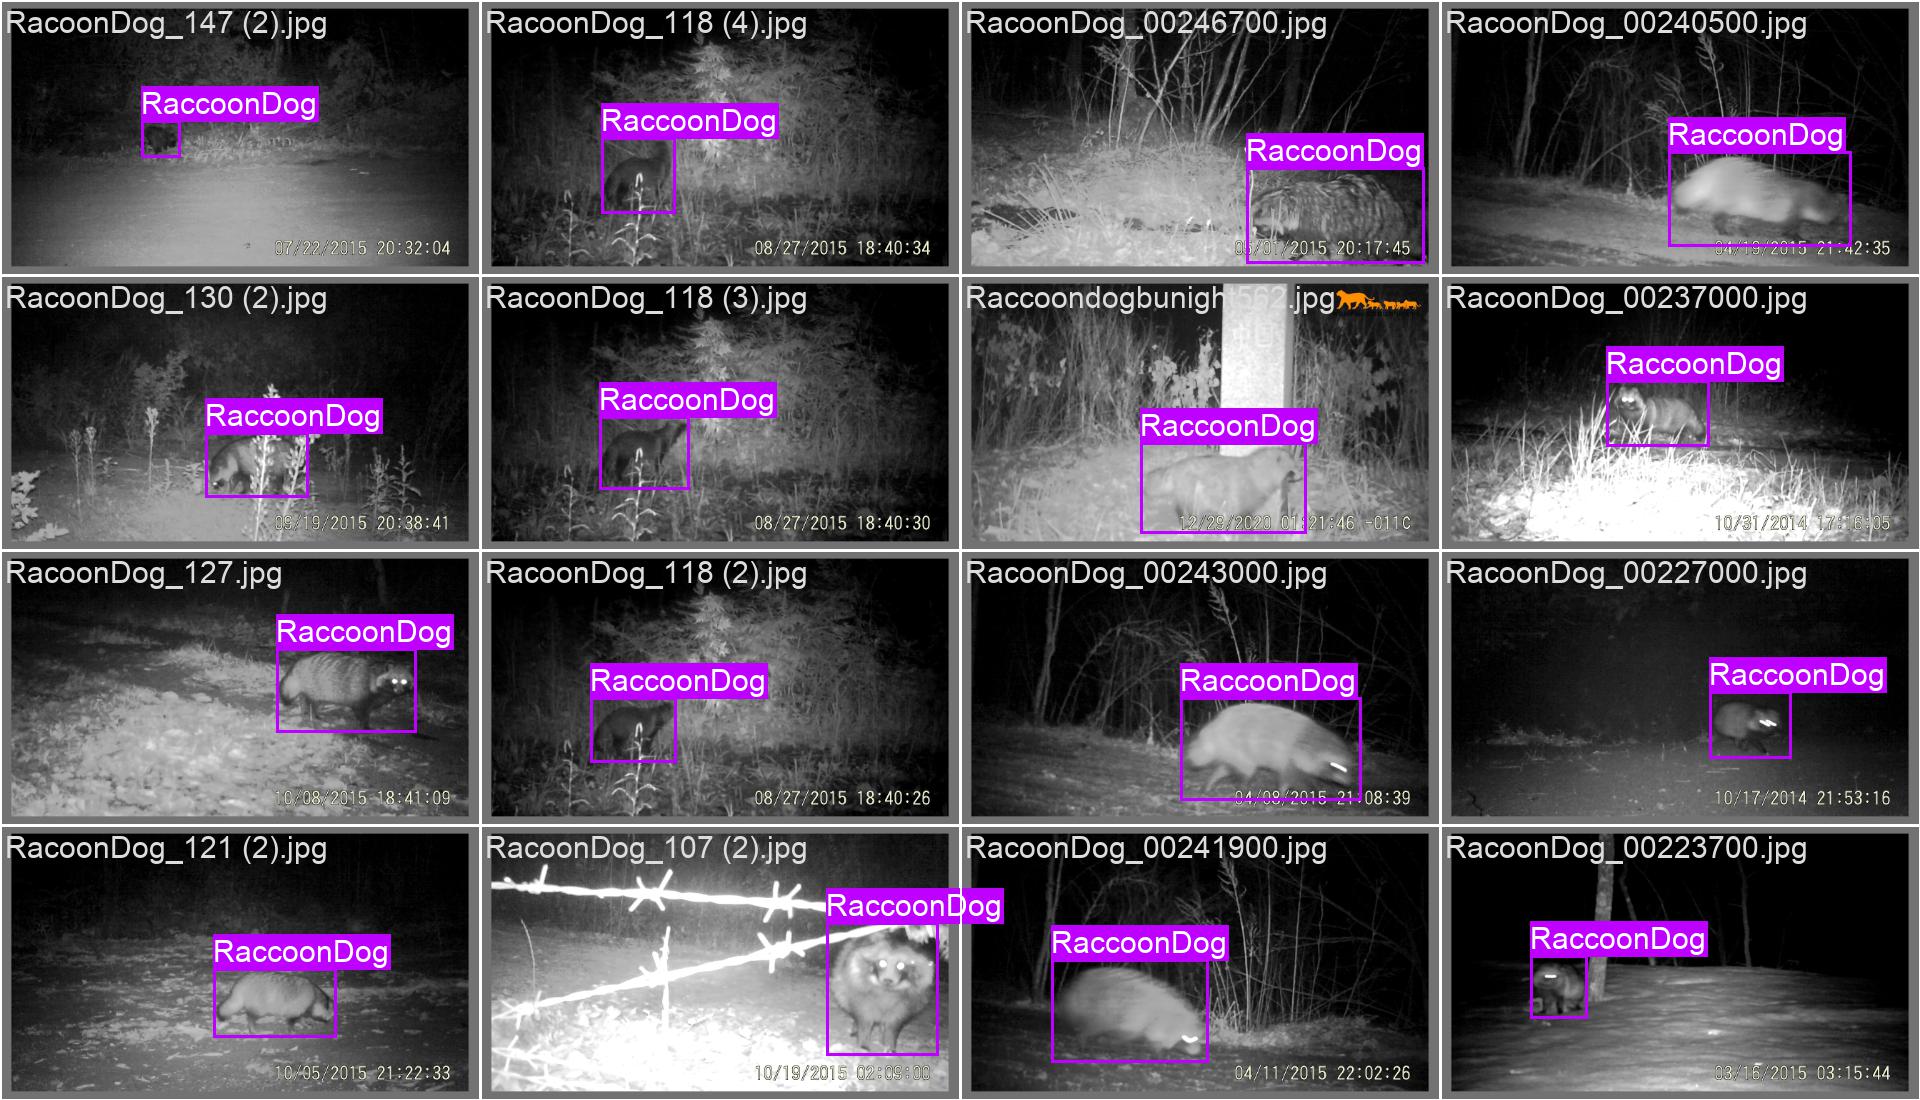 RacoonDog_147 (2).jpg
RaccoonDog
07/22/2015 20:32:04
RacoonDog_118 (4).jpg
RaccoonDog
08/27/2015 18:40:34
RacoonDog_00246700.jpg
RaccoonDog
05/01/2015 20:17:45
RacoonDog_00240500.jpg
RaccoonDog
04/19/2015 21:42:35
RacoonDog_130 (2).jpg
RaccoonDog
09/19/2015 20:38:41
RacoonDog_118 (3).jpg
RaccoonDog
08/27/2015 18:40:30
Raccoondogbunight562.jpg
RaccoonDog
12/29/2020 01:21:46 -011C
RacoonDog_00237000.jpg
RaccoonDog
10/31/2014 17:16:05
RacoonDog_127.jpg
RaccoonDog
10/08/2015 18:41:09
RacoonDog_118 (2).jpg
RaccoonDog
08/27/2015 18:40:26
RacoonDog_00243000.jpg
RaccoonDog
04/08/2015 21:08:39
RacoonDog_00227000.jpg
RaccoonDog
10/17/2014 21:53:16
RacoonDog_121 (2).jpg
RaccoonDog
10/05/2015 21:22:33
RacoonDog_107 (2).jpg
RaccoonDog
10/19/2015 02:09:00
RacoonDog_00241900.jpg
RaccoonDog
04/11/2015 22:02:26
RacoonDog_00223700.jpg
RaccoonDog
03/16/2015 03:15:44